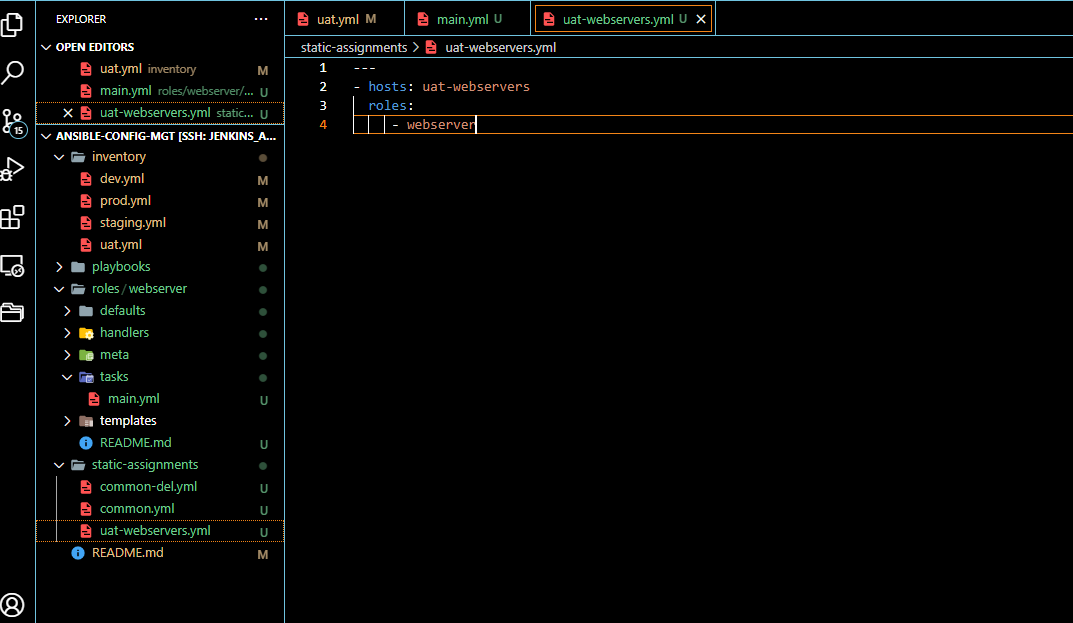 EXPLORER ...
OPEN EDITORS
uat.yml inventory M
main.yml roles/webserver/... U
uat-webservers.yml static... U
15
ANSIBLE-CONFIG-MGT [SSH: JENKINS_A...
inventory
dev.yml M
prod.yml M
staging.yml M
uat.yml M
playbooks
roles/webserver
defaults
handlers
meta
tasks
main.yml U
templates
README.md U
static-assignments
common-del.yml U
common.yml U
uat-webservers.yml U
README.md M
uat.yml M
main.yml U
uat-webservers.yml U
static-assignments > uat-webservers.yml
1 ---
2 - hosts: uat-webservers
3 roles:
4 - webserver